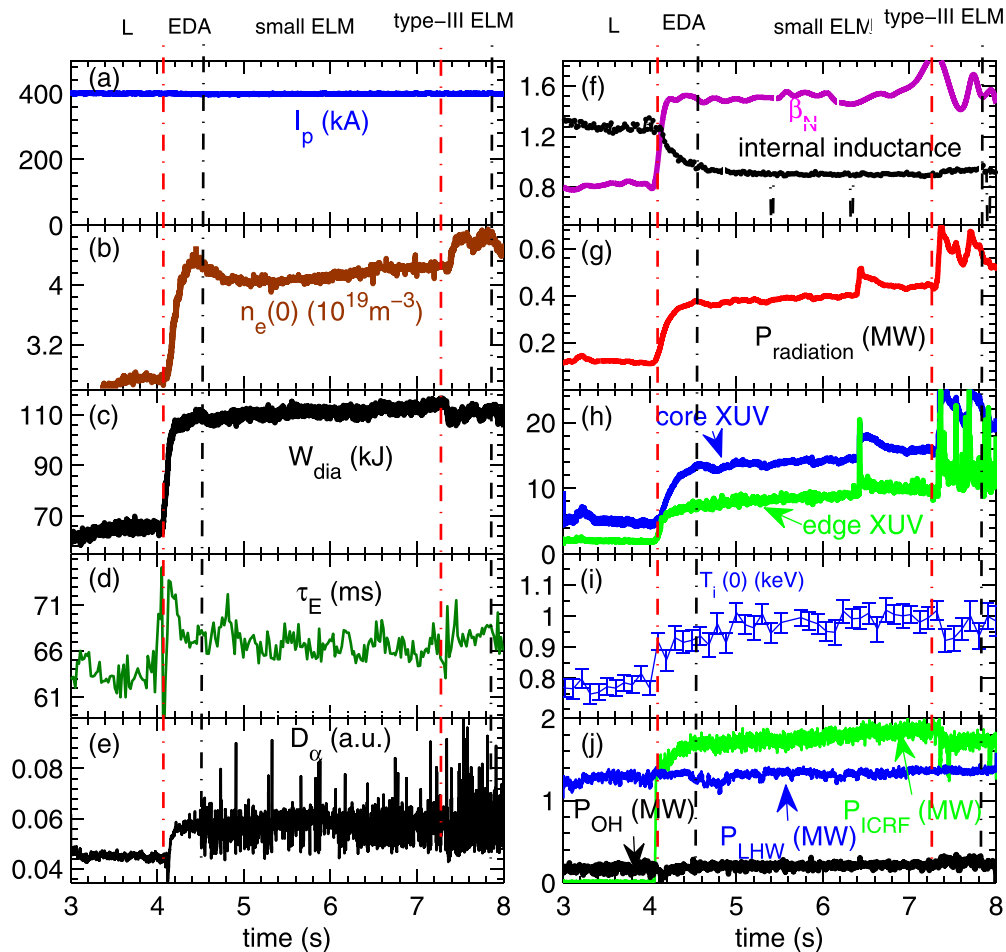 L EDA small ELM type-III ELM
L EDA small ELM type-III ELM
(a)
400
I_p (kA)
200
0
(b)
4
n_e(0) (10^19 m^-3)
3.2
(c)
110
W_dia (kJ)
90
70
(d)
τ_E (ms)
71
66
61
(e)
D_α (a.u.)
0.08
0.06
0.04
3 4 5 6 7 8
time (s)
(f)
1.6
β_N
1.2
internal inductance
0.8
(g)
0.6
0.4
P_radiation (MW)
0.2
(h)
core XUV
20
10
edge XUV
0
(i)
T_i (0) (keV)
1.1
1
0.9
0.8
2
(j)
P_OH (MW)
P_LHW (MW)
P_ICRF (MW)
1
0
3 4 5 6 7 8
time (s)